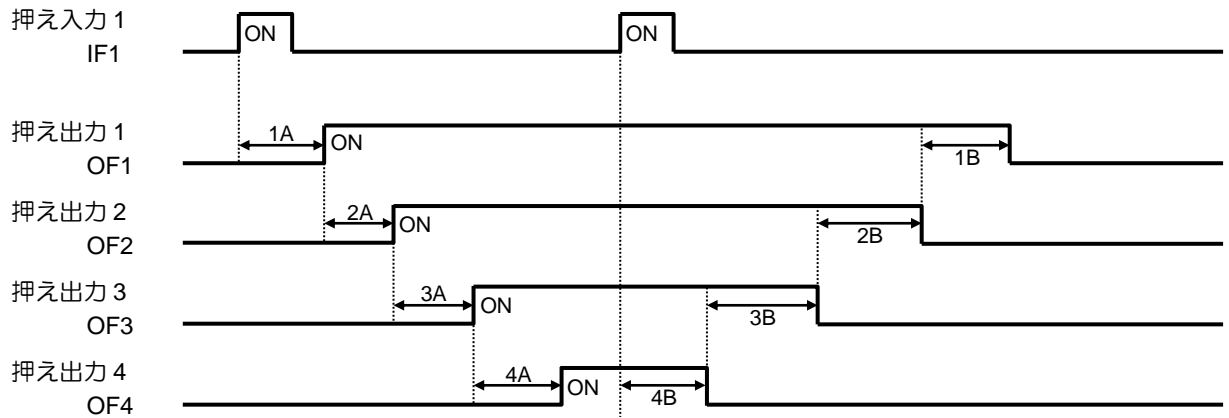 押え入力 1
IF1
ON
ON
押え出力 1
OF1
1A
ON
1B
押え出力 2
OF2
2A
ON
2B
押え出力 3
OF3
3A
ON
3B
押え出力 4
OF4
4A
ON
4B